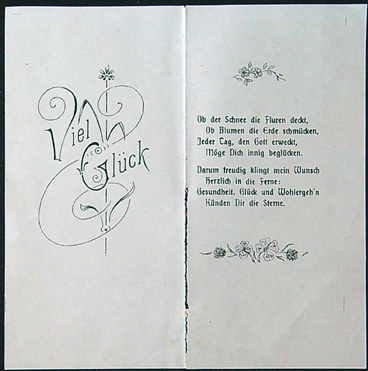 Viel
Glück
Ob der Schnee die Fluren deckt,
Ob Blumen die Erde schmücken,
Jeder Tag, den Gott erweckt,
Möge Dich innig beglücken.
Darum freudig klingt mein Wunsch
Herzlich in die Ferne:
Gesundheit, Glück und Wohlergeh'n
Künden Dir die Sterne.